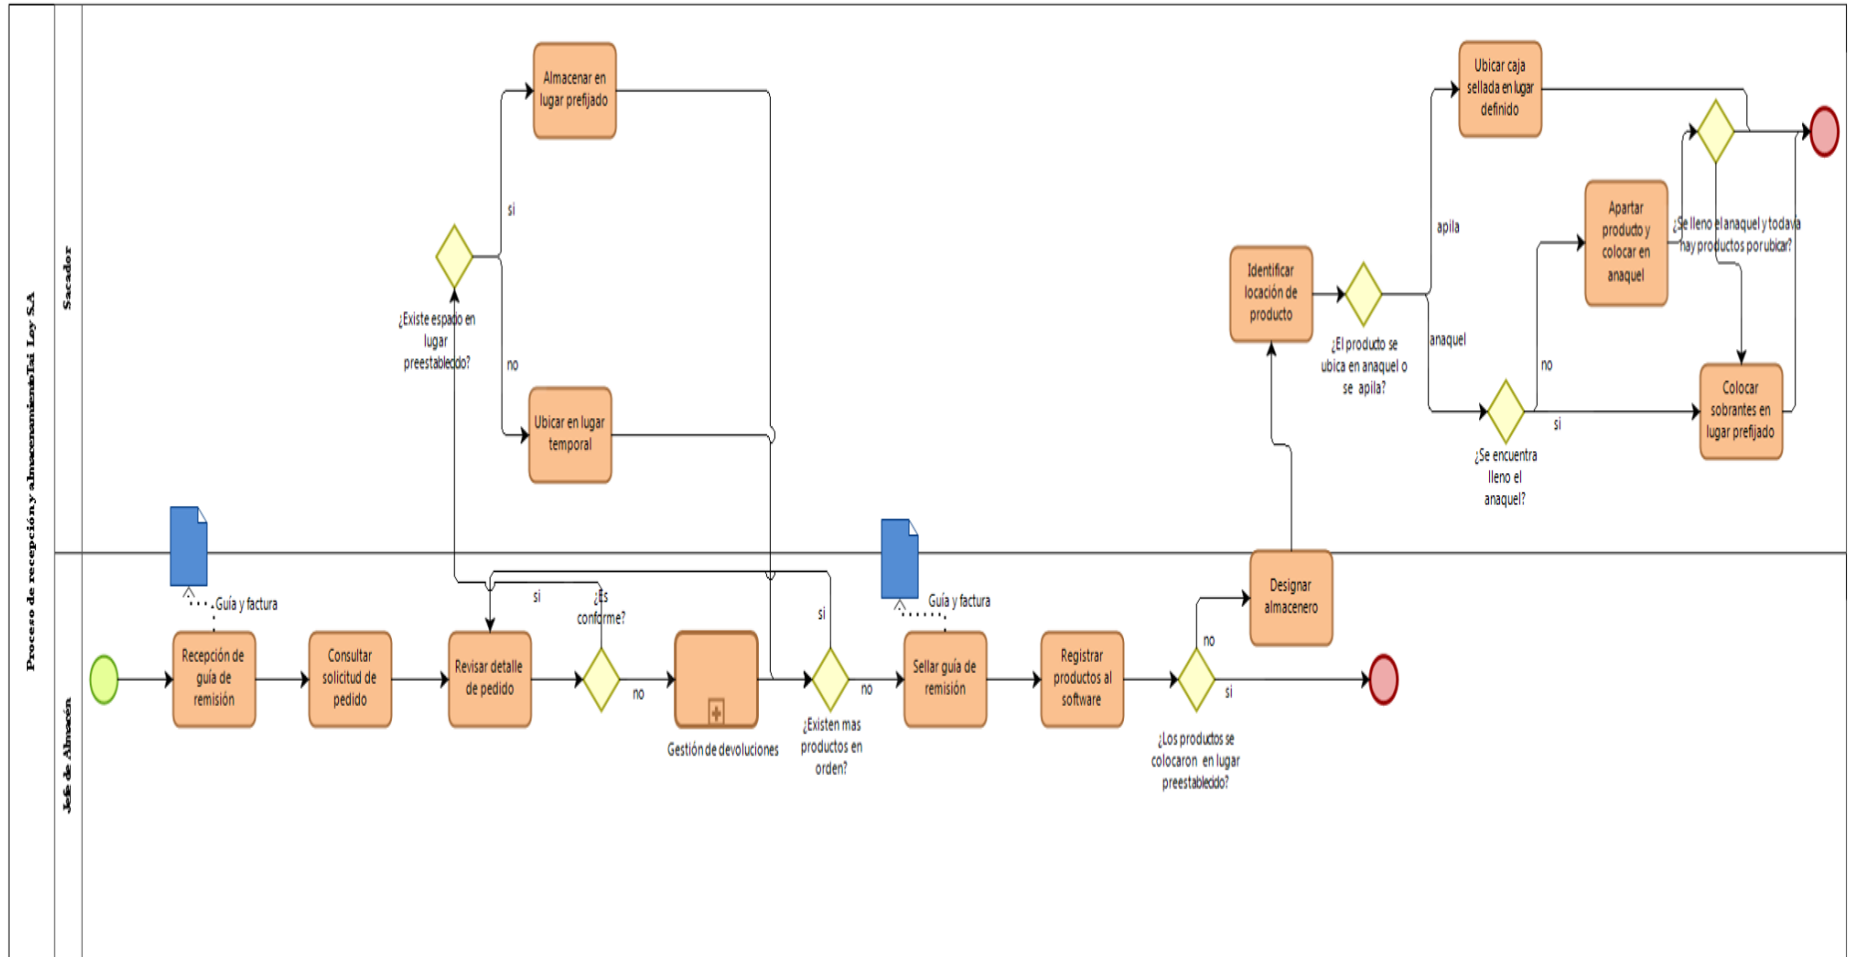 Proceso de recepción y almacenamiento Tai Loy S.A
Sacador
Jefe de Almacén
Almacenar en
lugar prefijado
si
¿Existe espacio en
lugar
preestablecido?
no
Ubicar en lugar
temporal
Ubicar caja
sellada en lugar
definido
apila
Apartar
producto y
colocar en
anaquel
¿Se lleno el anaquel y todavía
hay productos por ubicar?
Identificar
locación de
producto
¿El producto se
ubica en anaquel o
se apila?
anaquel
no
si
¿Se encuentra
lleno el
anaquel?
Colocar
sobrantes en
lugar prefijado
Guía y factura
Recepción de
guía de
remisión
Consultar
solicitud de
pedido
Revisar detalle
de pedido
si
¿Es
conforme?
no
Gestión de devoluciones
si
¿Existen mas
productos en
orden?
no
Guía y factura
Sellar guía de
remisión
Registrar
productos al
software
no
¿Los productos se
colocaron en lugar
preestablecido?
si
Designar
almacenero